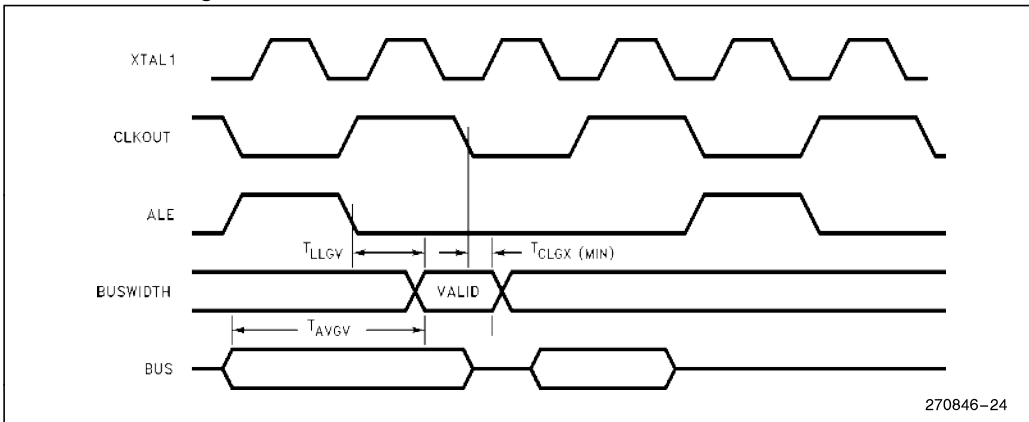 XTAL1
CLKOUT
ALE
TLLGV
TCLGX (MIN)
BUSWIDTH
VALID
TAVGV
BUS
270846-24